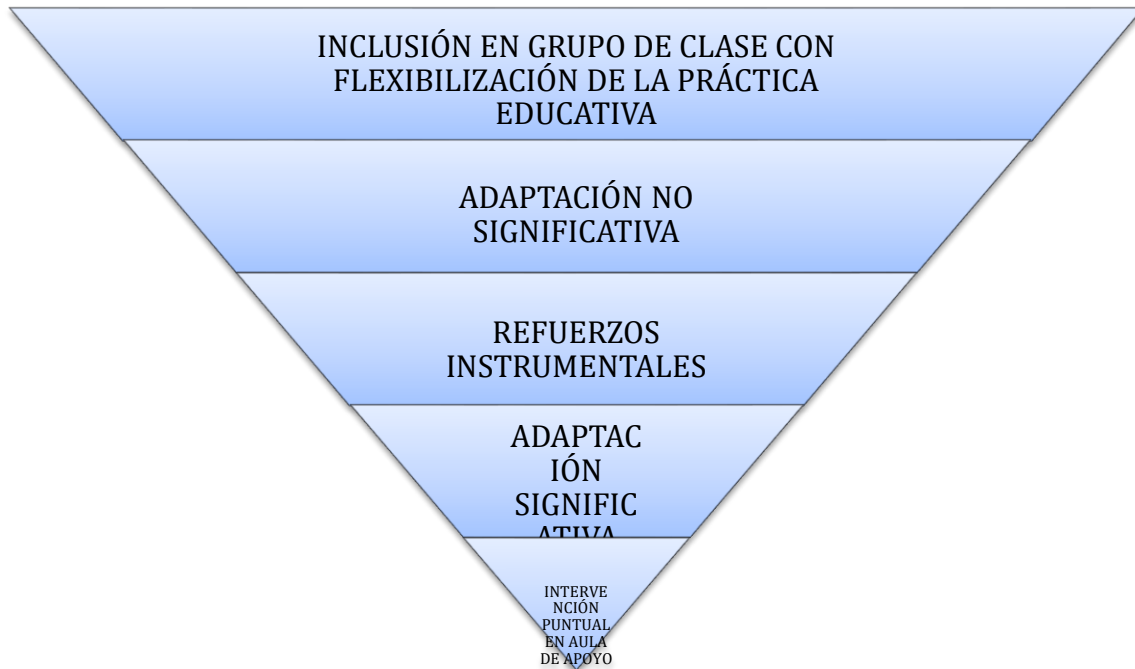 INCLUSIÓN EN GRUPO DE CLASE CON
FLEXIBILIZACIÓN DE LA PRÁCTICA
EDUCATIVA
ADAPTACIÓN NO
SIGNIFICATIVA
REFUERZOS
INSTRUMENTALES
ADAPTAC
IÓN
SIGNIFIC
ATIVA
INTERVE
NCIÓN
PUNTUAL
EN AULA
DE APOYO